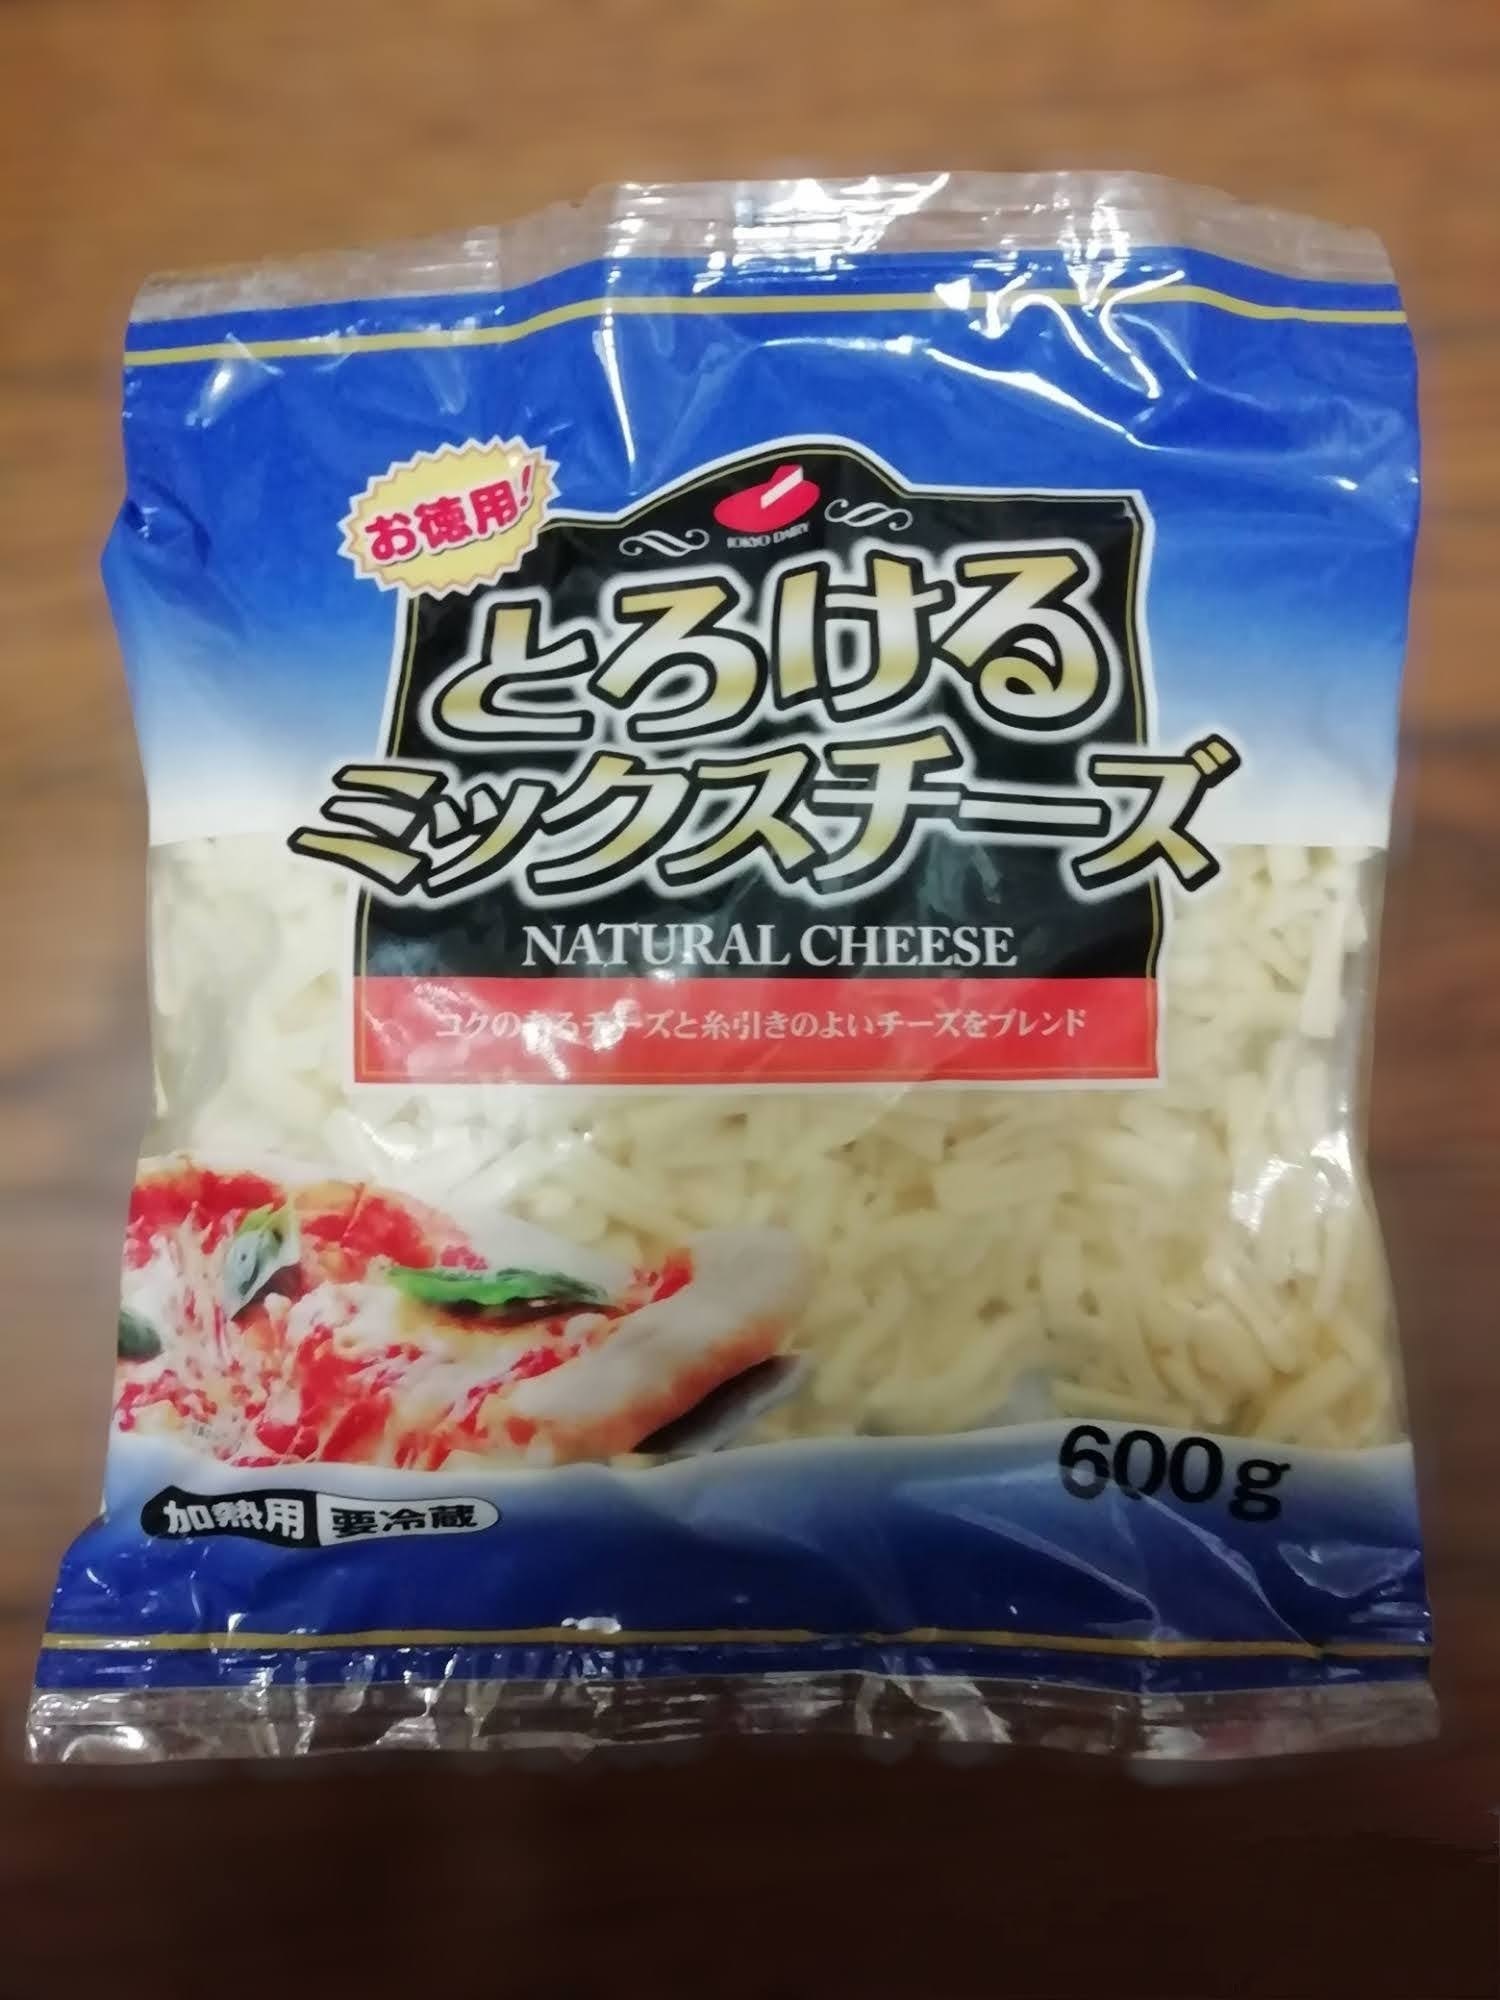 お徳用!
TOKYO DAIRY
とろける
ミックスチーズ
NATURAL CHEESE
コクのあるチーズと糸引きのよいチーズをブレンド
600g
加熱用 要冷蔵